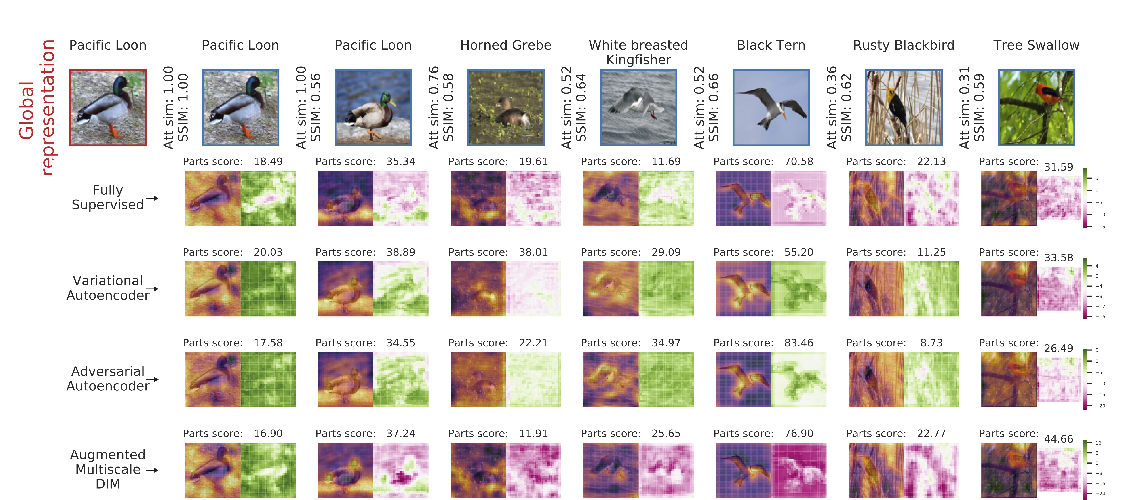 Global
representation
Pacific Loon
Pacific Loon
Pacific Loon
Horned Grebe
White breasted
Kingfisher
Black Tern
Rusty Blackbird
Tree Swallow
Att sim: 1.00
SSIM: 1.00
Att sim: 1.00
SSIM: 0.56
Att sim: 0.76
SSIM: 0.58
Att sim: 0.52
SSIM: 0.64
Att sim: 0.52
SSIM: 0.66
Att sim: 0.36
SSIM: 0.62
Att sim: 0.31
SSIM: 0.59
Fully
Supervised
Parts score: 18.49
Parts score: 35.34
Parts score: 19.61
Parts score: 11.69
Parts score: 70.58
Parts score: 22.13
Parts score: 31.59
Variational
Autoencoder
Parts score: 20.03
Parts score: 38.89
Parts score: 38.01
Parts score: 29.09
Parts score: 55.20
Parts score: 11.25
Parts score: 33.58
Adversarial
Autoencoder
Parts score: 17.58
Parts score: 34.55
Parts score: 22.21
Parts score: 34.97
Parts score: 83.46
Parts score: 8.73
Parts score: 26.49
Augmented
Multiscale
DIM
Parts score: 16.90
Parts score: 37.24
Parts score: 11.91
Parts score: 25.65
Parts score: 76.90
Parts score: 22.77
Parts score: 44.66